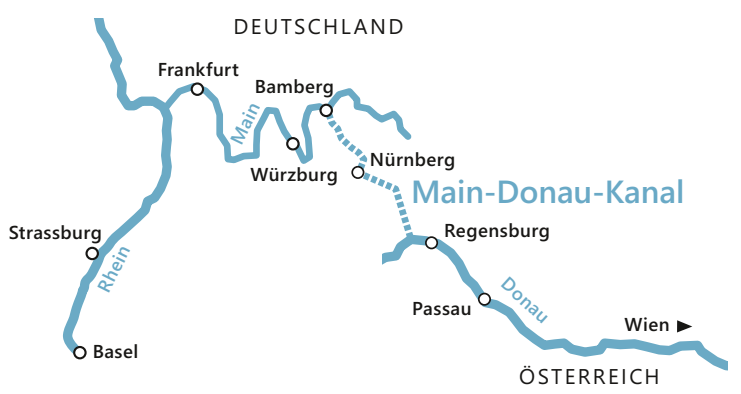 DEUTSCHLAND
Frankfurt
Bamberg
Main
Nürnberg
Würzburg
Main-Donau-Kanal
Strassburg
Regensburg
Rhein
Donau
Passau
Wien ►
Basel
ÖSTERREICH